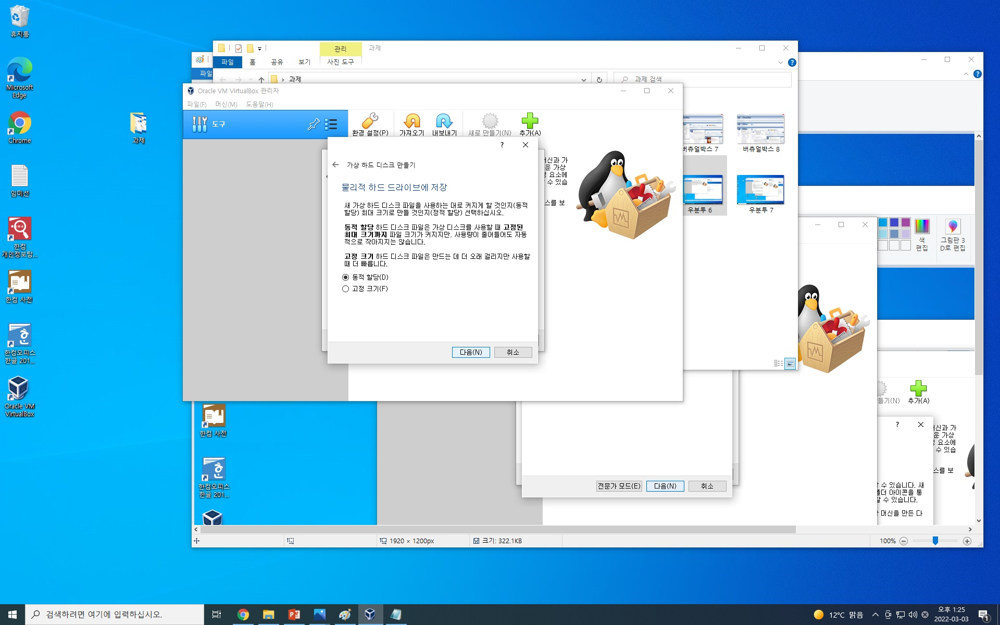 휴지통
Microsoft
Edge
Chrome
임미선
한컴
개인정보탐...
한컴 사전
한컴오피스
한글 201...
Oracle VM
VirtualBox
과제
관리
과제
파일
홈
공유
보기
사진 도구
파일
과제
과제 검색
Oracle VM VirtualBox 관리자
파일(F)
머신(M)
도움말(H)
도구
환경 설정(P)
가져오기
내보내기
새로 만들기(N)
추가(A)
가상 하드 디스크 만들기
물리적 하드 드라이브에 저장
새 가상 하드 디스크 파일을 사용하는 대로 커지게 할 것인지(동적
할당) 최대 크기로 만들 것인지(정적 할당) 선택하십시오.
동적 할당 하드 디스크 파일은 가상 디스크를 사용할 때 고정된
최대 크기까지 파일 크기가 커지지만, 사용량이 줄어들어도 자동
적으로 작아지지는 않습니다.
고정 크기 하드 디스크 파일은 만드는 데 더 오래 걸리지만 사용할
때 더 빠릅니다.
동적 할당(D)
고정 크기(F)
다음(N)
취소
머신과 가
운 가상
성 요소에
수 있습
스를 보
버츄얼박스 7
버츄얼박스 8
우분투 6
우분투 7
색
편집
그림판 3
D로 편집
들기(N)
추가(A)
머신과 가
운 가상
성 요소에
수 있습
스를 보
할 수 있습니다. 새
폴더 아이콘을 통
할 수 있습니다.
머신을 만든 다
한컴 사전
한컴오피스
한글 201...
전문가 모드(E)
다음(N)
취소
1920 × 1200px
크기: 322.1KB
100%
검색하려면 여기에 입력하십시오.
12°C 맑음
오후 1:25
2022-03-03
1